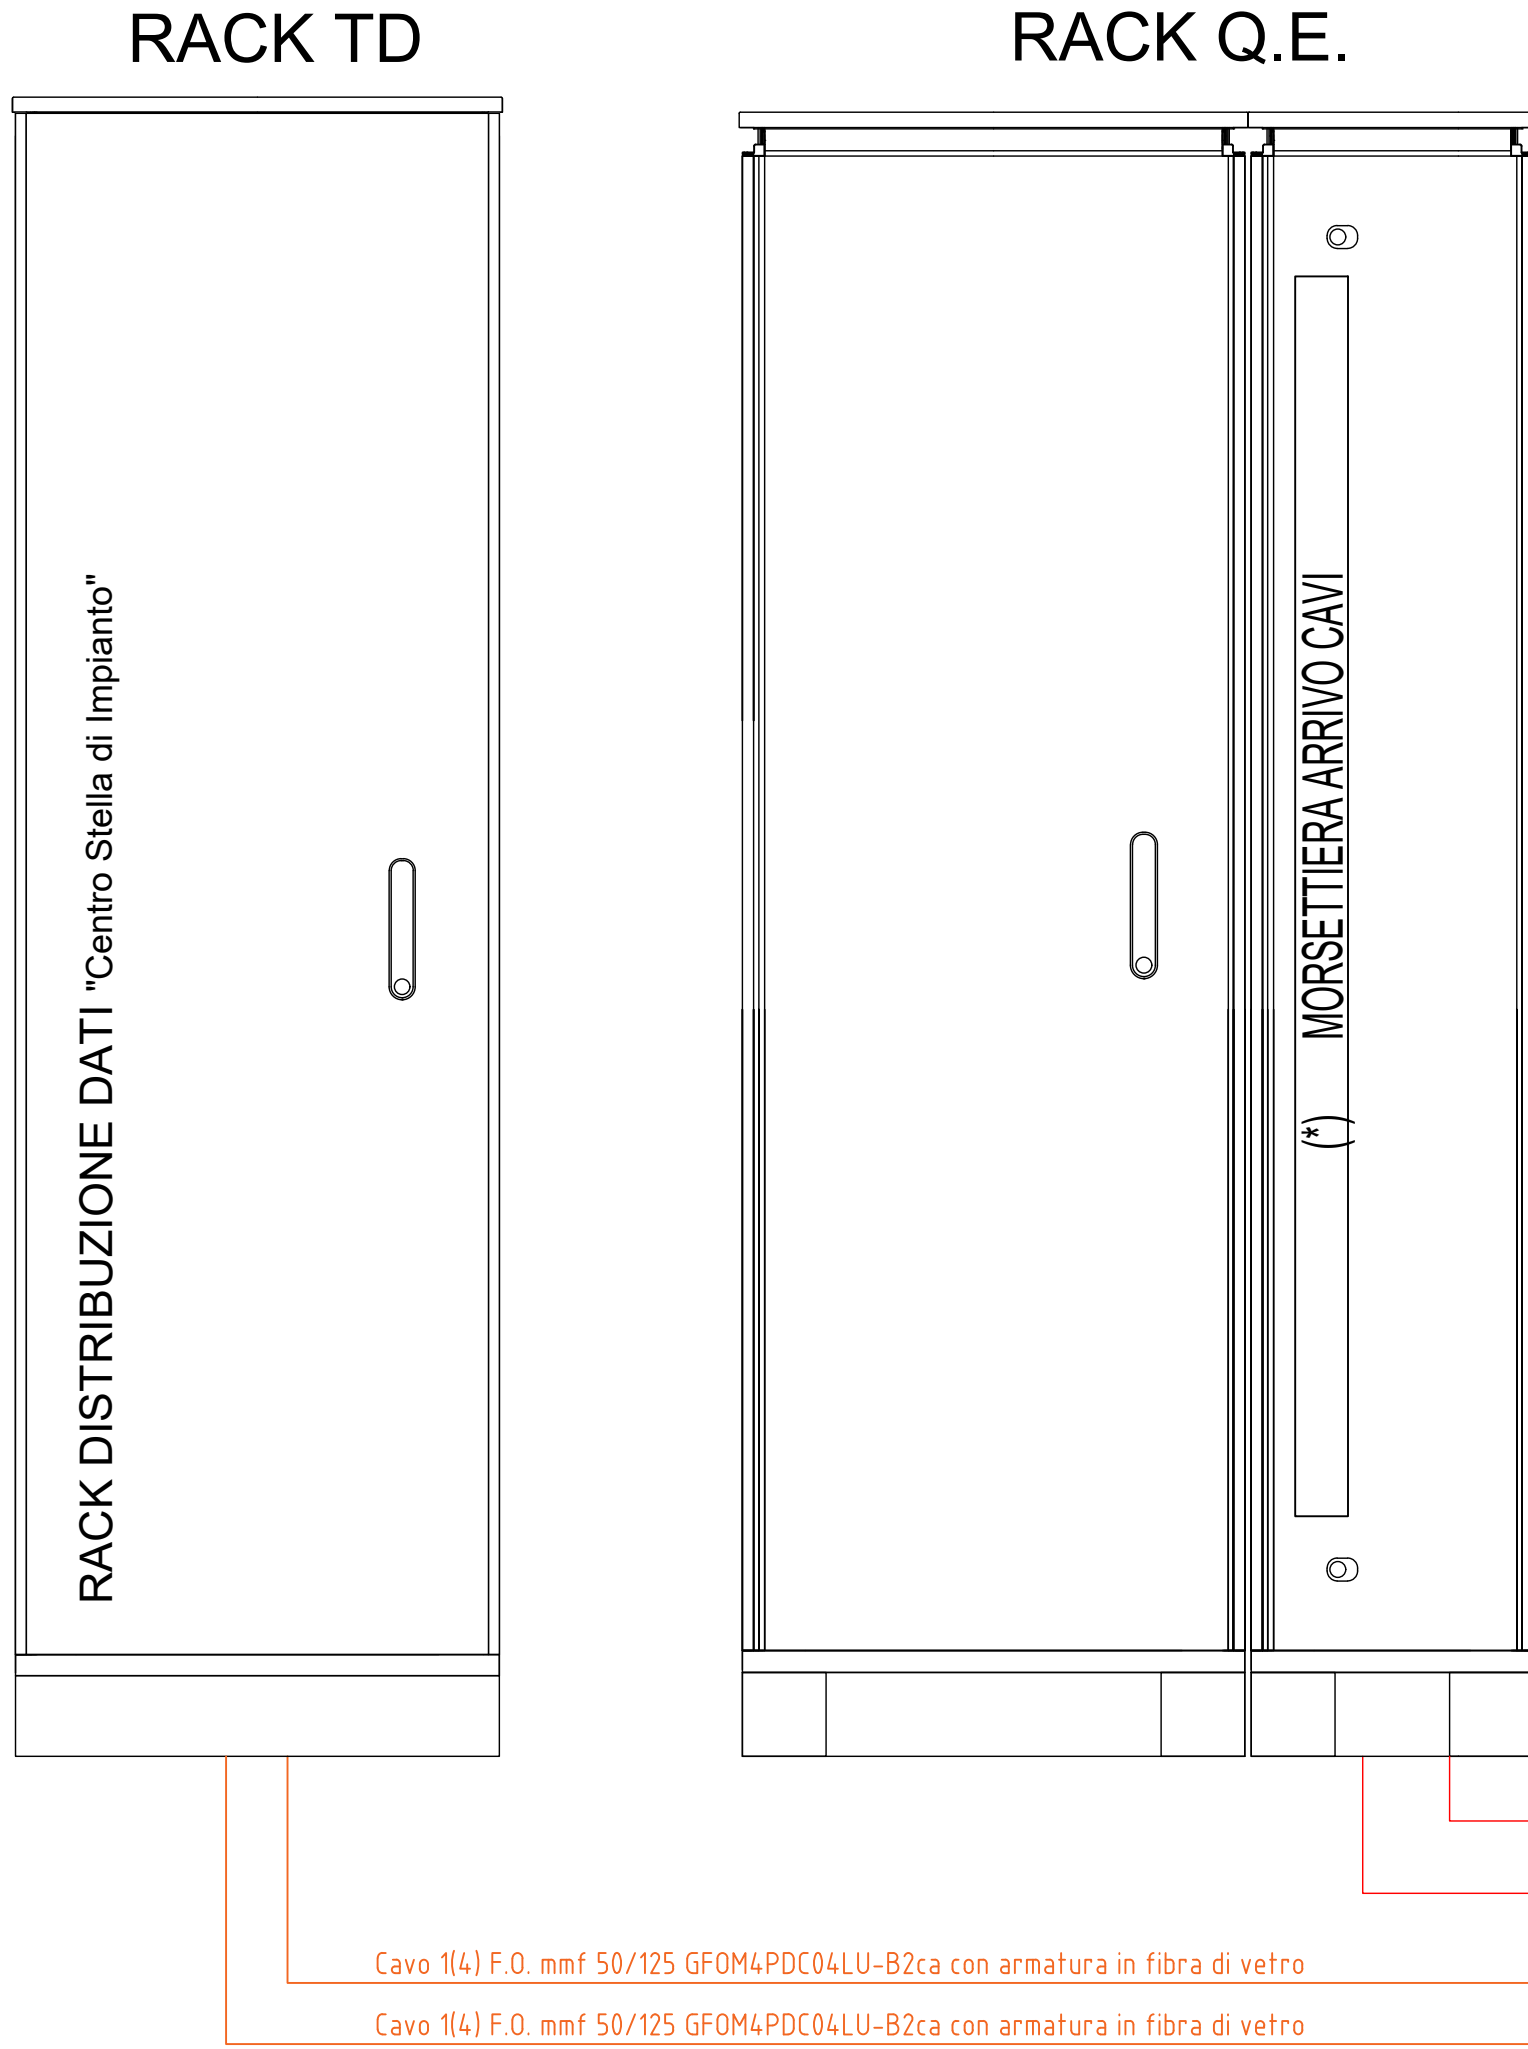 RACK TD
RACK Q.E.
RACK DISTRIBUZIONE DATI "Centro Stella di Impianto"
(*) MORSETTIERA ARRIVO CAVI
Cavo 1(4) F.O. mmf 50/125 GFOM4PDC04LU-B2ca con armatura in fibra di vetro
Cavo 1(4) F.O. mmf 50/125 GFOM4PDC04LU-B2ca con armatura in fibra di vetro